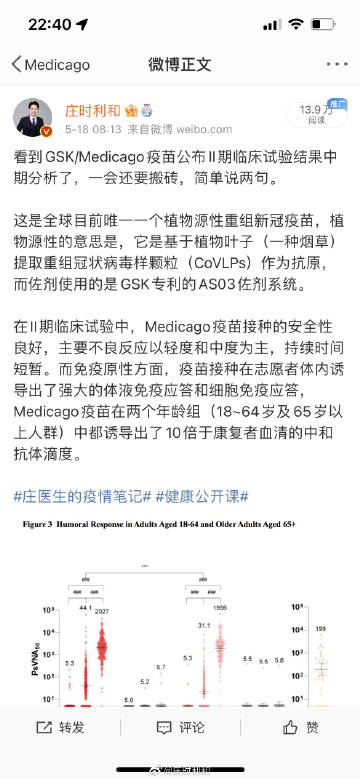 22:40
Medicago
微博正文
庄时利和
5-18 08:13 来自微博 weibo.com
推广
13.9万
阅读
看到GSK/Medicago疫苗公布II期临床试验结果中
期分析了，一会还要搬砖，简单说两句。
这是全球目前唯一一个植物源性重组新冠疫苗，植
物源性的意思是，它是基于植物叶子（一种烟草）
提取重组冠状病毒样颗粒（CoVLPs）作为抗原，
而佐剂使用的是GSK专利的AS03佐剂系统。
在II期临床试验中，Medicago疫苗接种的安全性
良好，主要不良反应以轻度和中度为主，持续时间
短暂。而免疫原性方面，疫苗接种在志愿者体内诱
导出了强大的体液免疫应答和细胞免疫应答，
Medicago疫苗在两个年龄组（18~64岁及65岁以
上人群）中都诱导出了10倍于康复者血清的中和
抗体滴度。
#庄医生的疫情笔记# #健康公开课#
Figure 3 Humoral Response in Adults Aged 18-64 and Older Adults Aged 65+
***
### ###
### ### ### ###
PsVNA50
10⁵
10⁴
10³
10²
10¹
5.3 44.1 2027 5.0 5.2 5.7 5.3 31.1 1996 5.5 5.5 5.8
10⁵
10⁴
10³
10²
10¹
199
转发 评论 赞
@庄时利和